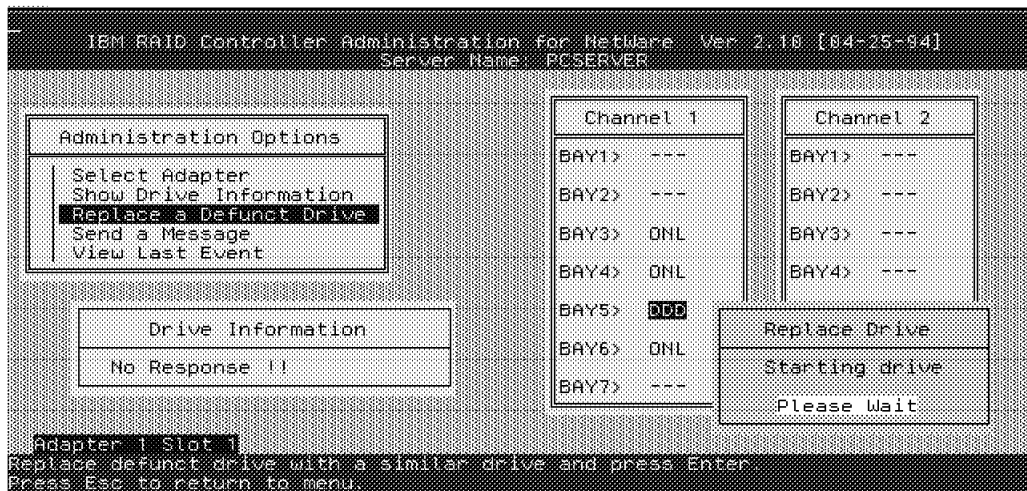 IBM RAID Controller Administration for NetWare Ver 2.10 [04-25-94]
Server Name: PCSERVER
Administration Options
Select Adapter
Show Drive Information
Replace a Defunct Drive
Send a Message
View Last Event
Drive Information
No Response !!
Channel 1
BAY1> ---
BAY2> ---
BAY3> ONL
BAY4> ONL
BAY5> DDD
BAY6> ONL
BAY7> ---
Channel 2
BAY1> ---
BAY2> ---
BAY3> ---
BAY4> ---
Replace Drive
Starting drive
Please Wait
Adapter 1 Slot 1
Replace defunct drive with a similar drive and press Enter.
Press Esc to return to menu.